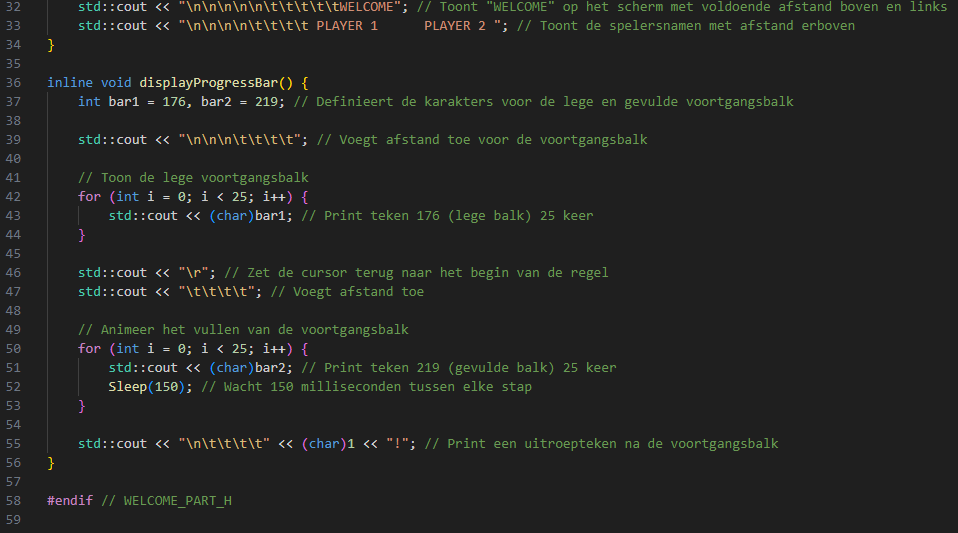 32 std::cout << "\n\n\n\n\n\t\t\t\t\tWELCOME"; // Toont "WELCOME" op het scherm met voldoende afstand boven en links
33 std::cout << "\n\n\n\n\t\t\t\t PLAYER 1      PLAYER 2 "; // Toont de spelersnamen met afstand erboven
34 }
35
36 inline void displayProgressBar() {
37     int bar1 = 176, bar2 = 219; // Definieert de karakters voor de lege en gevulde voortgangsbalk
38
39     std::cout << "\n\n\n\t\t\t\t"; // Voegt afstand toe voor de voortgangsbalk
40
41     // Toon de lege voortgangsbalk
42     for (int i = 0; i < 25; i++) {
43         std::cout << (char)bar1; // Print teken 176 (lege balk) 25 keer
44     }
45
46     std::cout << "\r"; // Zet de cursor terug naar het begin van de regel
47     std::cout << "\t\t\t\t"; // Voegt afstand toe
48
49     // Animeer het vullen van de voortgangsbalk
50     for (int i = 0; i < 25; i++) {
51         std::cout << (char)bar2; // Print teken 219 (gevulde balk) 25 keer
52         Sleep(150); // Wacht 150 milliseconden tussen elke stap
53     }
54
55     std::cout << "\n\t\t\t\t" << (char)1 << "!"; // Print een uitroepteken na de voortgangsbalk
56 }
57
58 #endif // WELCOME_PART_H
59